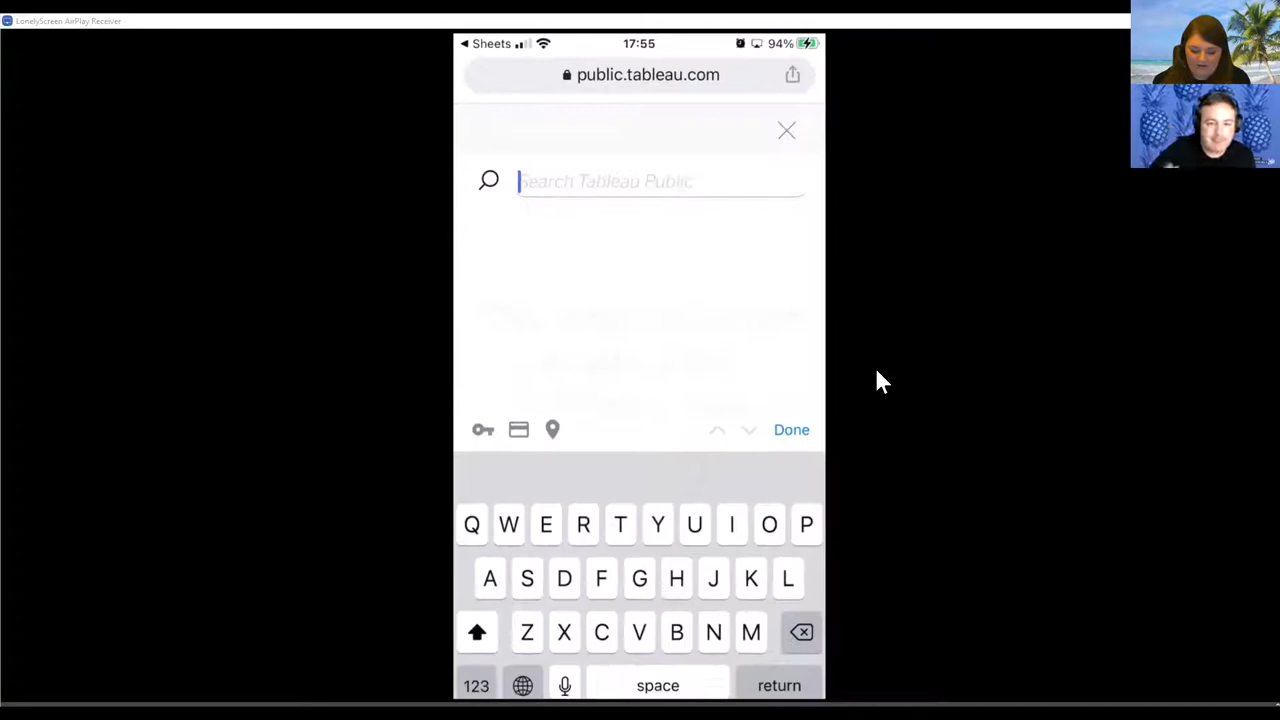 LonelyScreen AirPlay Receiver
Sheets 17:55 94%
public.tableau.com
Search Tableau Public
Done
Q W E R T Y U I O P
A S D F G H J K L
Z X C V B N M
123 space return